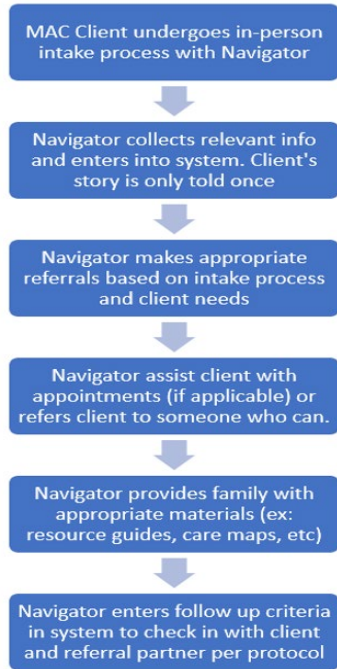 MAC Client undergoes in-person
intake process with Navigator
Navigator collects relevant info
and enters into system. Client's
story is only told once
Navigator makes appropriate
referrals based on intake process
and client needs
Navigator assist client with
appointments (if applicable) or
refers client to someone who can.
Navigator provides family with
appropriate materials (ex:
resource guides, care maps, etc)
Navigator enters follow up criteria
in system to check in with client
and referral partner per protocol